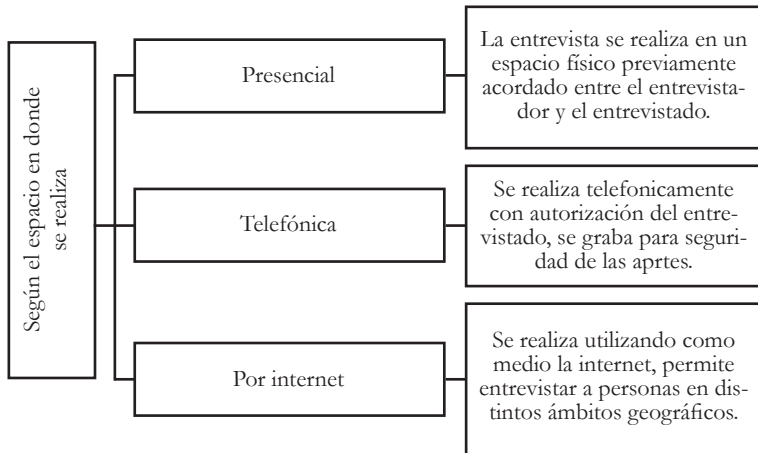 Según el espacio en donde
se realiza
Presencial
La entrevista se realiza en un
espacio físico previamente
acordado entre el entrevista-
dor y el entrevistado.
Telefónica
Se realiza telefonicamente
con autorización del entre-
vistado, se graba para seguri-
dad de las aprtes.
Por internet
Se realiza utilizando como
medio la internet, permite
entrevistar a personas en dis-
tintos ámbitos geográficos.